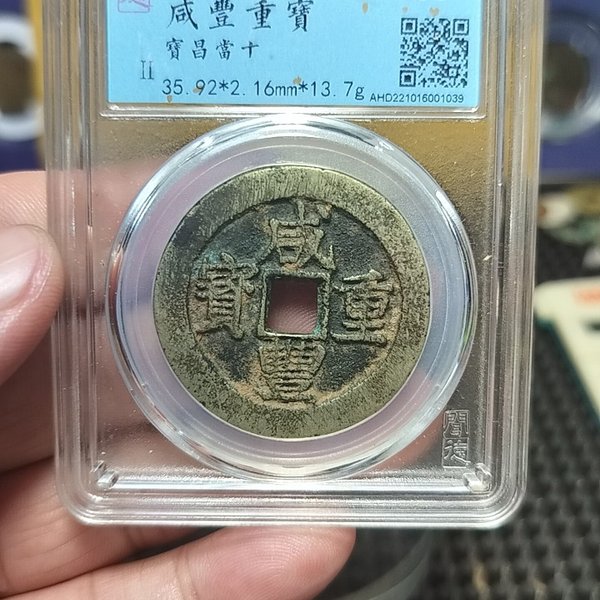 咸豐重寶
寶昌當十
II 35.92*2.16mm*13.7g AHD221016001039
咸
寶 重
豐